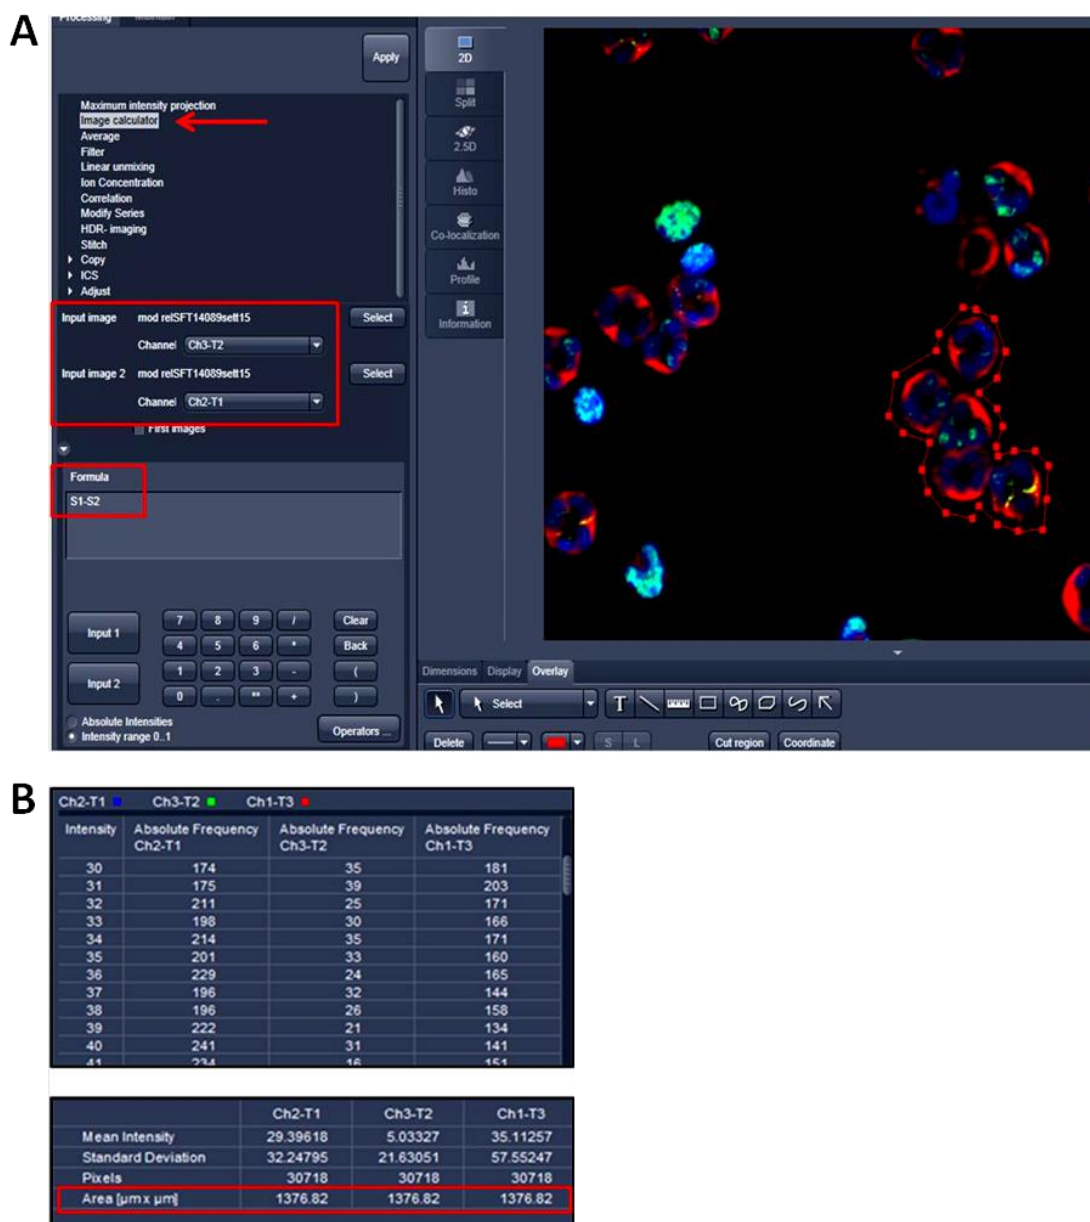 A
Processing
Maintain
Apply
Maximum intensity projection
Image calculator
Average
Filter
Linear unmixing
Ion Concentration
Correlation
Modify Series
HDR- imaging
Stitch
Copy
ICS
Adjust
Input image mod relSFT14089sett15 Select
Channel Ch3-T2
Input image 2 mod relSFT14089sett15 Select
Channel Ch2-T1
First images
Formula
S1-S2
Input 1
Input 2
7 8 9 / Clear
4 5 6 * Back
1 2 3 - (
0 . ** + )
Absolute Intensities
Intensity range 0..1
Operators ...
2D
Split
2.5D
Histo
Co-localization
Profile
Information
Dimensions Display Overlay
Select T
Delete S L Cut region Coordinate
B
Ch2-T1 Ch3-T2 Ch1-T3
Intensity Absolute Frequency Absolute Frequency Absolute Frequency
Ch2-T1 Ch3-T2 Ch1-T3
30 174 35 181
31 175 39 203
32 211 25 171
33 198 30 166
34 214 35 171
35 201 33 160
36 229 24 165
37 196 32 144
38 196 26 158
39 222 21 134
40 241 31 141
41 234 16 151
Ch2-T1 Ch3-T2 Ch1-T3
Mean Intensity 29.39618 5.03327 35.11257
Standard Deviation 32.24795 21.63051 57.55247
Pixels 30718 30718 30718
Area [µm x µm] 1376.82 1376.82 1376.82